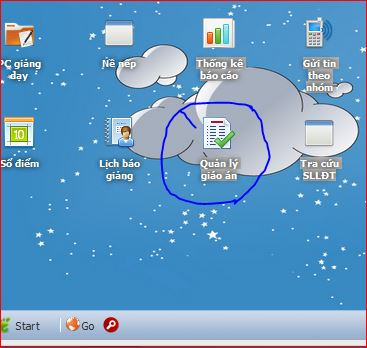 PC giảng
dạy
Nề nếp
Thống kê
báo cáo
Gửi tin
theo
nhóm
10
Sổ điểm
Lịch báo
giảng
Quản lý
giáo án
Tra cứu
SLLĐT
Start
Go